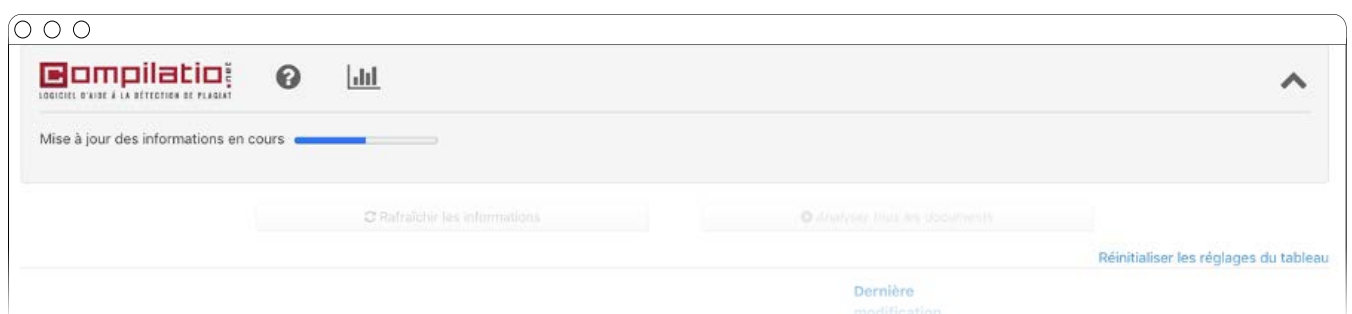 Compilatio.net
LOGICIEL D'AIDE À LA DÉTECTION DE PLAGIAT
Mise à jour des informations en cours
Rafraîchir les informations
Analyser tous les documents
Réinitialiser les réglages du tableau
Dernière
modification